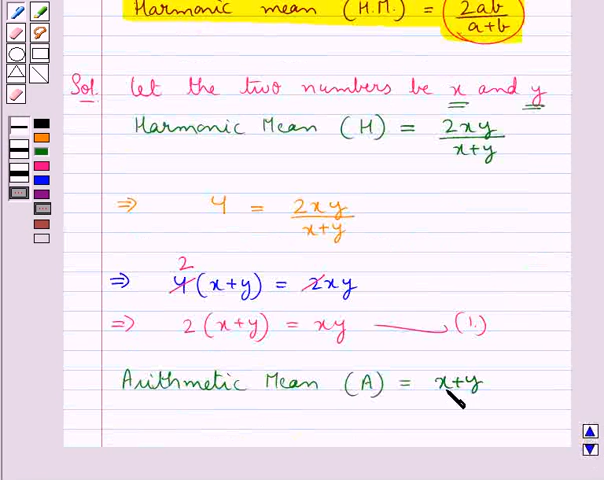 Harmonic mean (H.M.) = 2ab / a+b
Sol. let the two numbers be x and y
Harmonic Mean (H) = 2xy / x+y
⇒ 4 = 2xy / x+y
2
⇒ 4(x+y) = 2xy
⇒ 2(x+y) = xy —— (1.)
Arithmetic Mean (A) = x+y